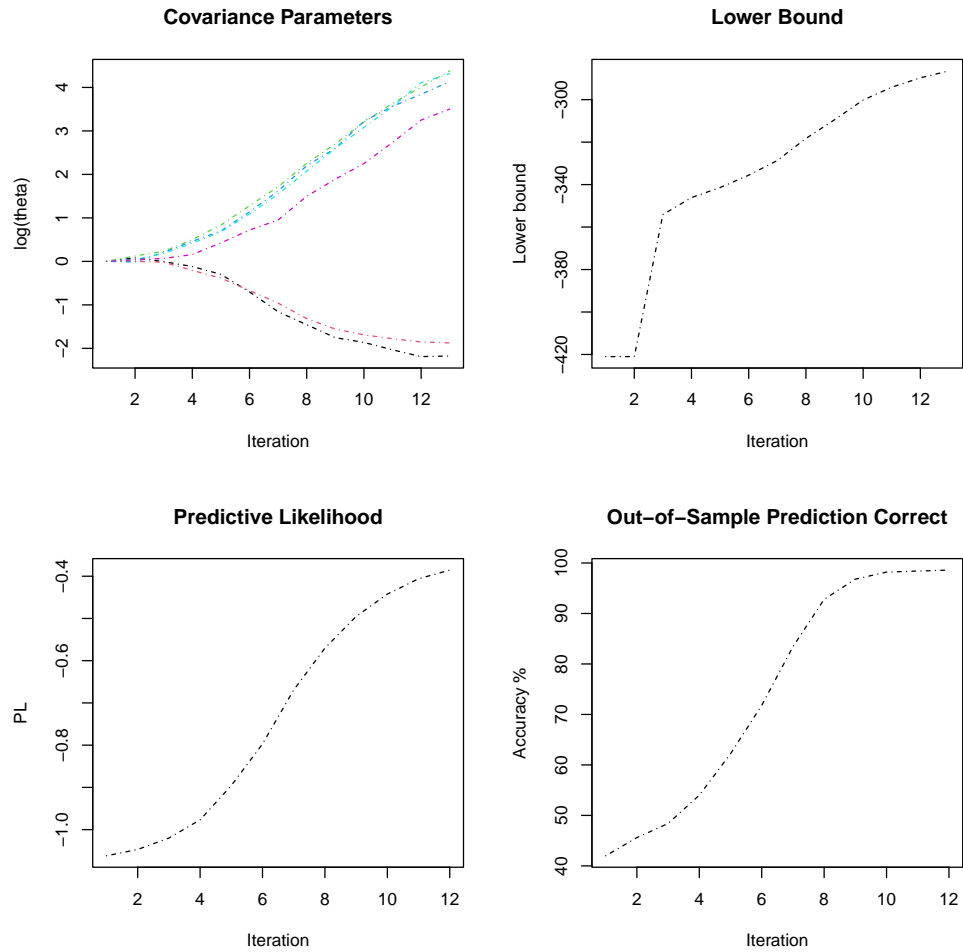 Covariance Parameters
log(theta)
4
3
2
1
0
−1
−2
2 4 6 8 10 12
Iteration
Lower Bound
Lower bound
−300
−340
−380
−420
2 4 6 8 10 12
Iteration
Predictive Likelihood
PL
−0.4
−0.6
−0.8
−1.0
2 4 6 8 10 12
Iteration
Out−of−Sample Prediction Correct
Accuracy %
100
90
80
70
60
50
40
2 4 6 8 10 12
Iteration